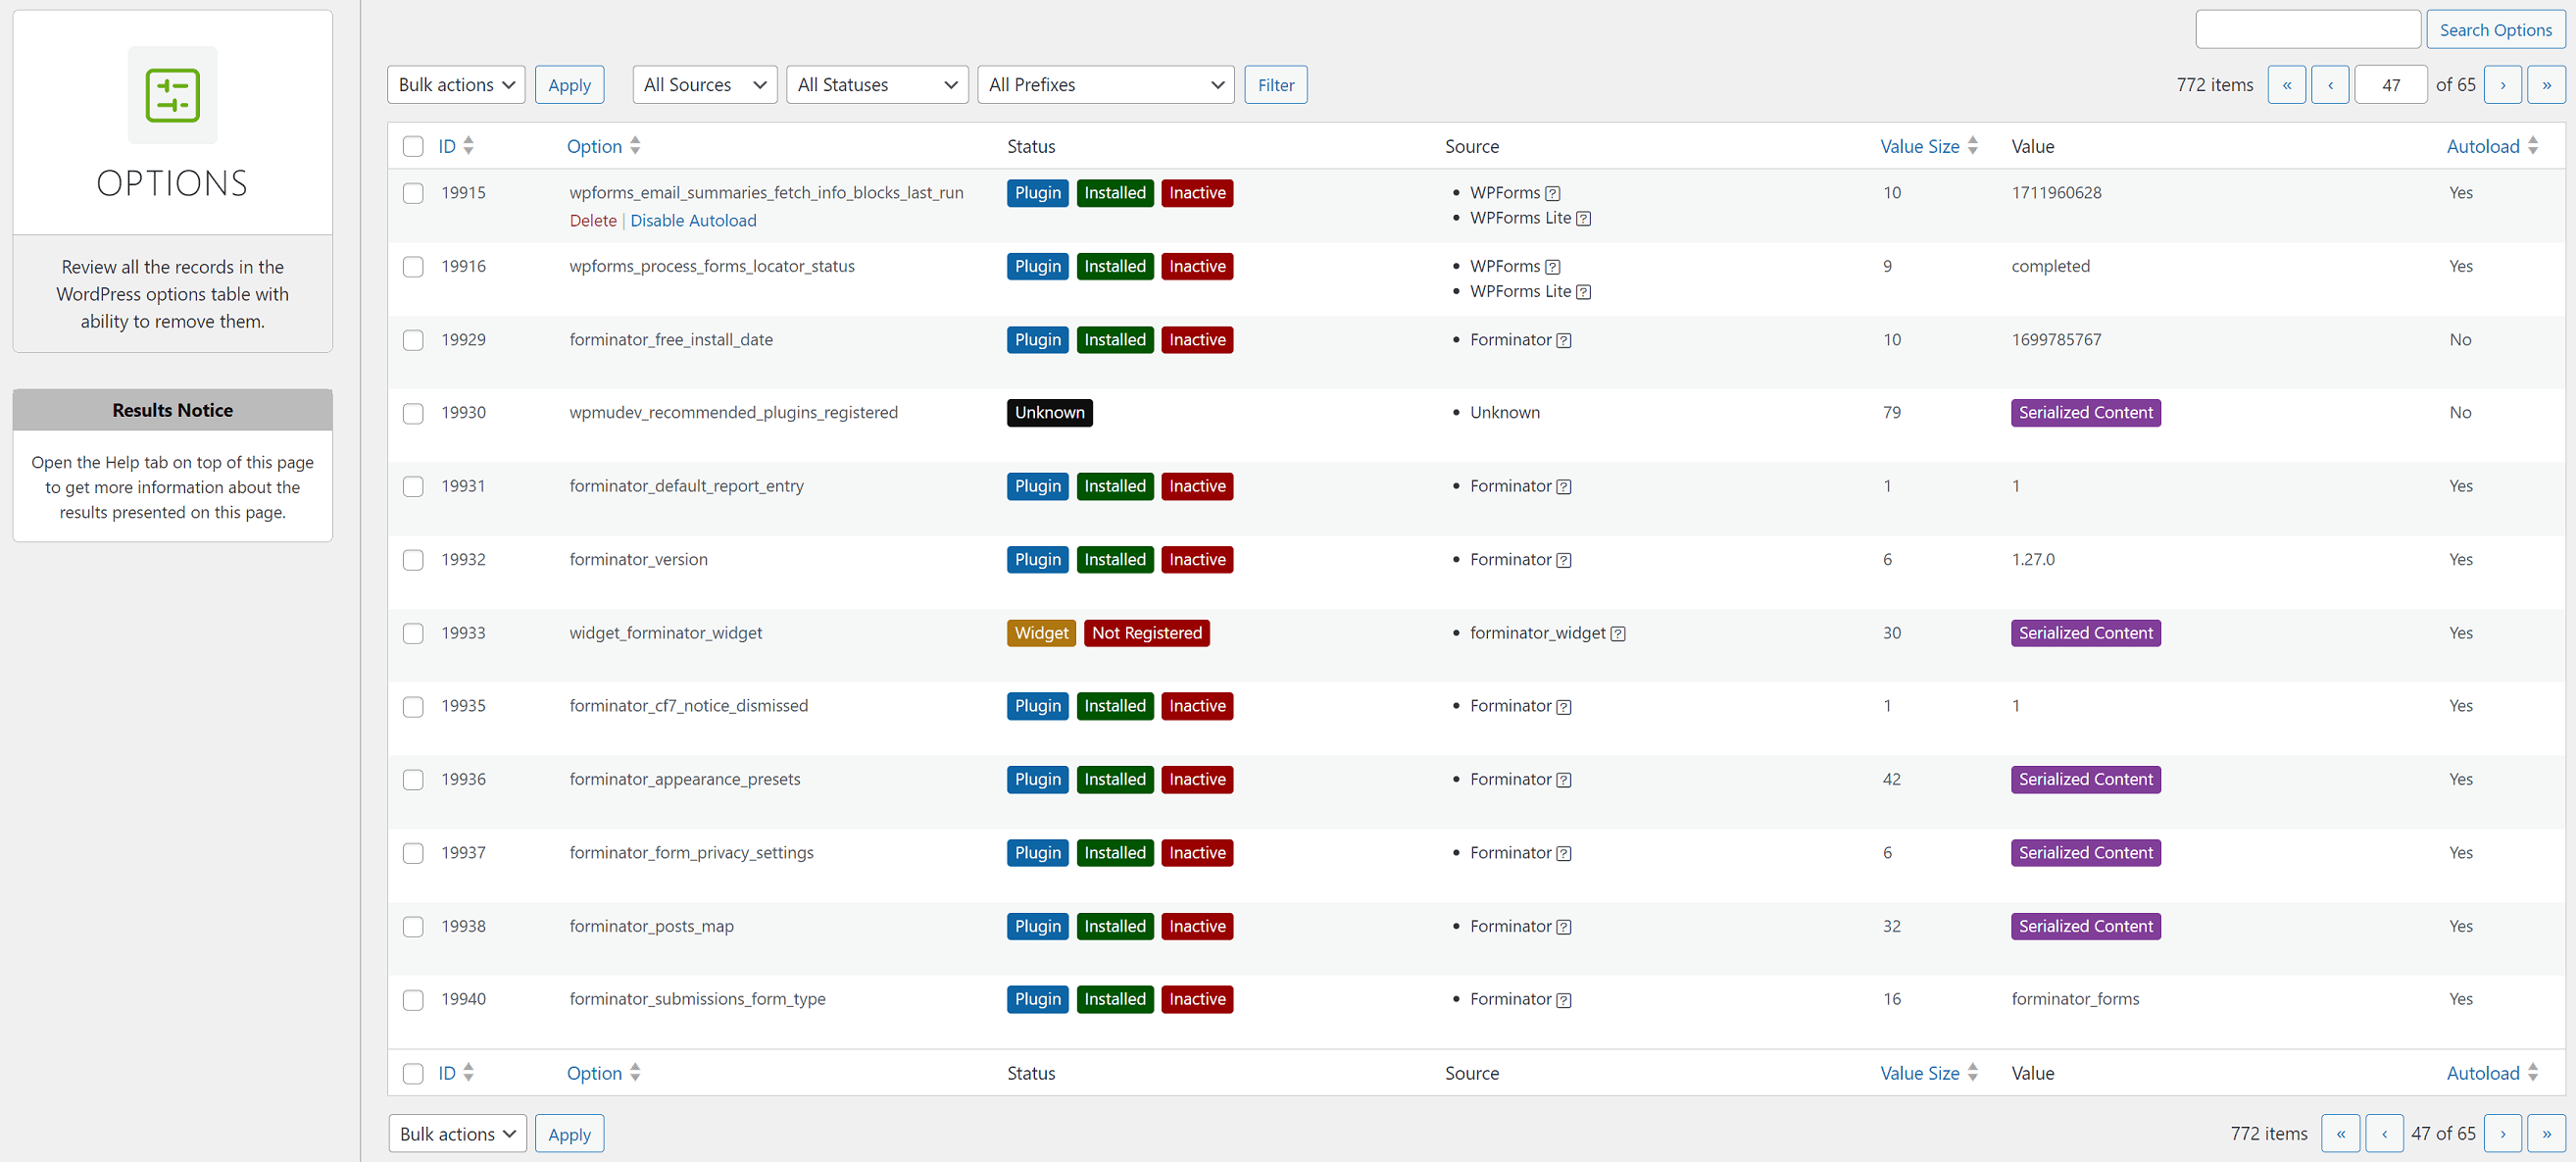 OPTIONS
Review all the records in the
WordPress options table with
ability to remove them.
Results Notice
Open the Help tab on top of this page
to get more information about the
results presented on this page.
Search Options
Bulk actions Apply All Sources All Statuses All Prefixes Filter 772 items « ‹ 47 of 65 › »
ID Option Status Source Value Size Value Autoload
19915 wpforms_email_summaries_fetch_info_blocks_last_run Plugin Installed Inactive • WPForms ? 10 1711960628 Yes
Delete | Disable Autoload • WPForms Lite ?
19916 wpforms_process_forms_locator_status Plugin Installed Inactive • WPForms ? 9 completed Yes
• WPForms Lite ?
19929 forminator_free_install_date Plugin Installed Inactive • Forminator ? 10 1699785767 No
19930 wpmudev_recommended_plugins_registered Unknown • Unknown 79 Serialized Content No
19931 forminator_default_report_entry Plugin Installed Inactive • Forminator ? 1 1 Yes
19932 forminator_version Plugin Installed Inactive • Forminator ? 6 1.27.0 Yes
19933 widget_forminator_widget Widget Not Registered • forminator_widget ? 30 Serialized Content Yes
19935 forminator_cf7_notice_dismissed Plugin Installed Inactive • Forminator ? 1 1 Yes
19936 forminator_appearance_presets Plugin Installed Inactive • Forminator ? 42 Serialized Content Yes
19937 forminator_form_privacy_settings Plugin Installed Inactive • Forminator ? 6 Serialized Content Yes
19938 forminator_posts_map Plugin Installed Inactive • Forminator ? 32 Serialized Content Yes
19940 forminator_submissions_form_type Plugin Installed Inactive • Forminator ? 16 forminator_forms Yes
ID Option Status Source Value Size Value Autoload
Bulk actions Apply 772 items « ‹ 47 of 65 › »